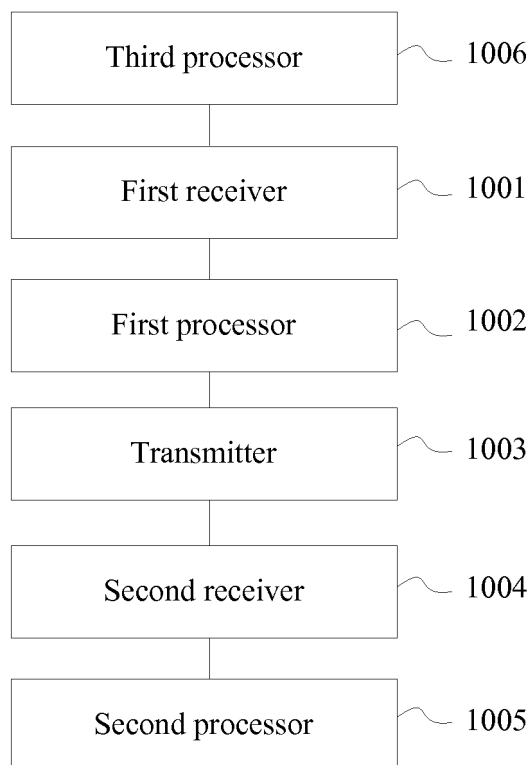 Third processor 1006
First receiver 1001
First processor 1002
Transmitter 1003
Second receiver 1004
Second processor 1005